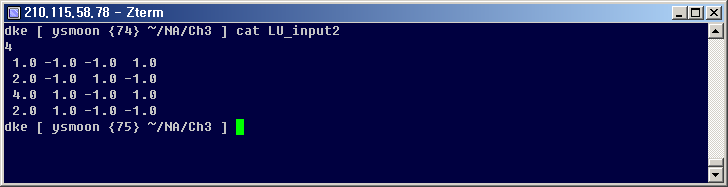 210.115.58.78 - Zterm
dke [ ysmoon {74} ~/NA/Ch3 ] cat LU_input2
4
 1.0 -1.0 -1.0  1.0
 2.0 -1.0  1.0 -1.0
 4.0  1.0 -1.0  1.0
 2.0  1.0 -1.0 -1.0
dke [ ysmoon {75} ~/NA/Ch3 ]